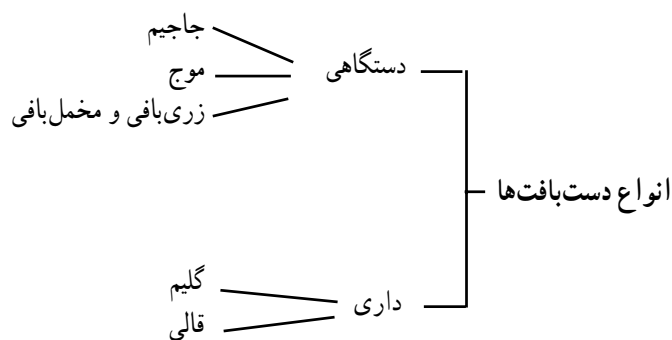 انواع دست‌بافت‌ها
دستگاهی
جاجیم
موج
زری‌بافی و مخمل‌بافی
داری
گلیم
قالی